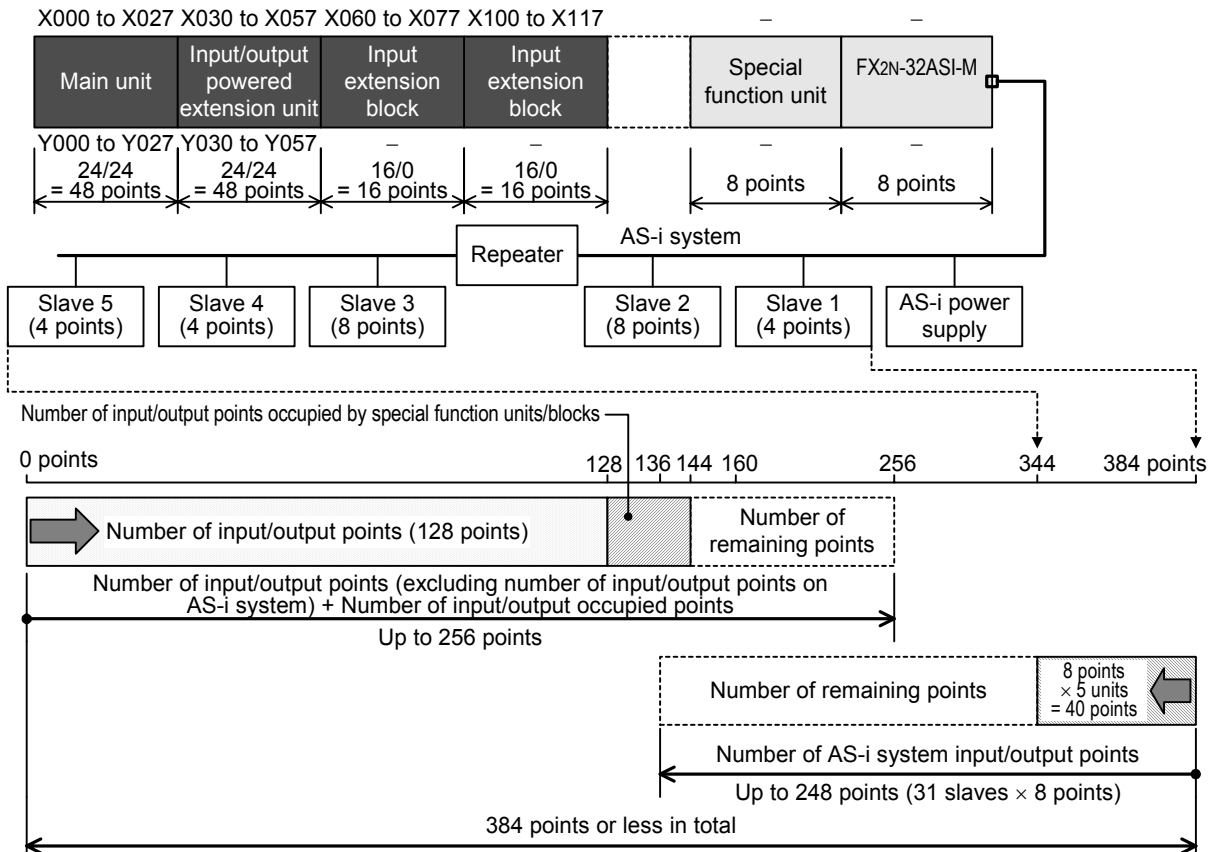 X000 to X027 X030 to X057 X060 to X077 X100 to X117 – –
Main unit
Input/output
powered
extension unit
Input
extension
block
Input
extension
block
Special
function unit
FX2N-32ASI-M
Y000 to Y027 Y030 to Y057 – – – –
24/24
= 48 points
24/24
= 48 points
16/0
= 16 points
16/0
= 16 points
8 points
8 points
AS-i system
Repeater
Slave 5
(4 points)
Slave 4
(4 points)
Slave 3
(8 points)
Slave 2
(8 points)
Slave 1
(4 points)
AS-i power
supply
Number of input/output points occupied by special function units/blocks
0 points 128 136 144 160 256 344 384 points
Number of input/output points (128 points)
Number of
remaining points
Number of input/output points (excluding number of input/output points on
AS-i system) + Number of input/output occupied points
Up to 256 points
Number of remaining points
8 points
× 5 units
= 40 points
Number of AS-i system input/output points
Up to 248 points (31 slaves × 8 points)
384 points or less in total